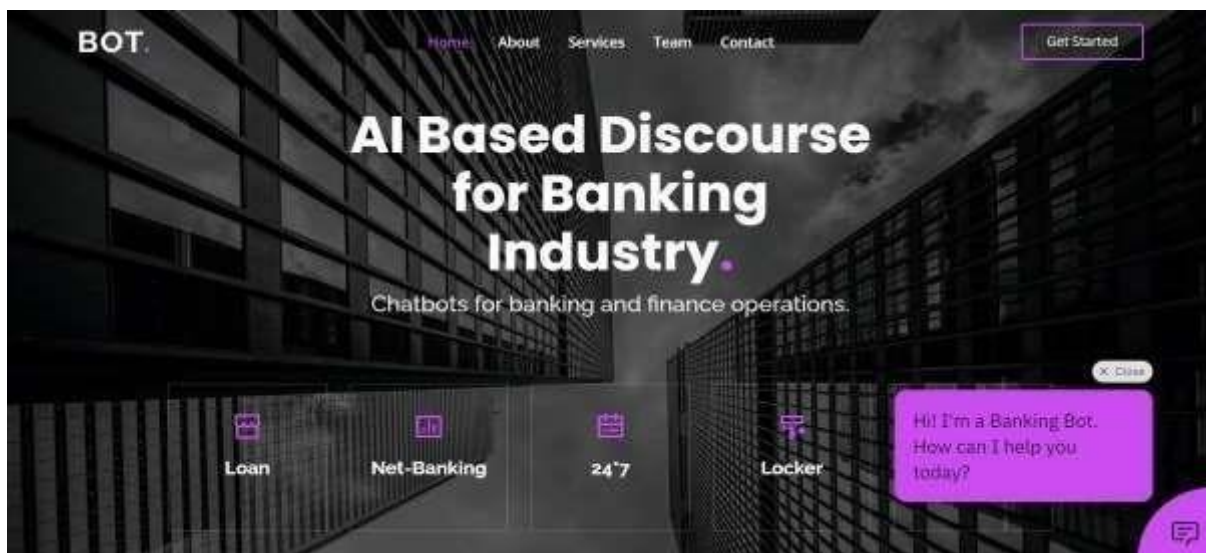 BOT.
Home
About
Services
Team
Contact
Get Started
AI Based Discourse
for Banking
Industry.
Chatbots for banking and finance operations.
× Close
Loan
Net-Banking
24*7
Locker
Hi! I'm a Banking Bot.
How can I help you
today?